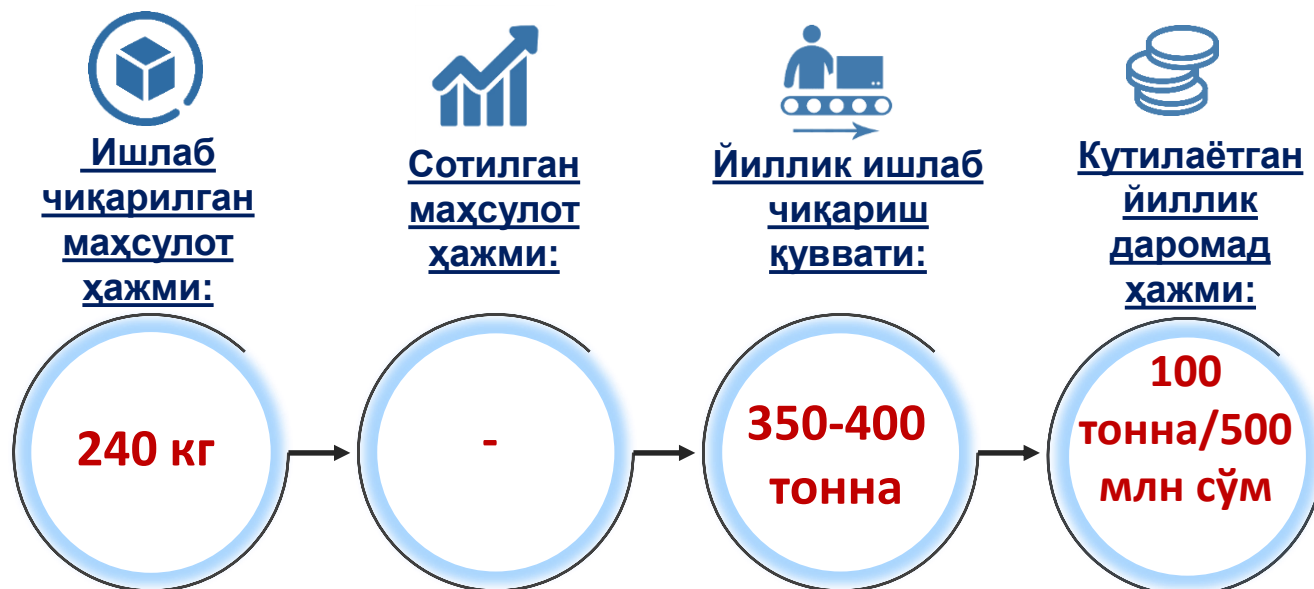 Ишлаб
чиқарилган
маҳсулот
ҳажми:
240 кг
Сотилган
маҳсулот
ҳажми:
-
Йиллик ишлаб
чиқариш
қуввати:
350-400
тонна
Кутилаётган
йиллик
даромад
ҳажми:
100
тонна/500
млн сўм